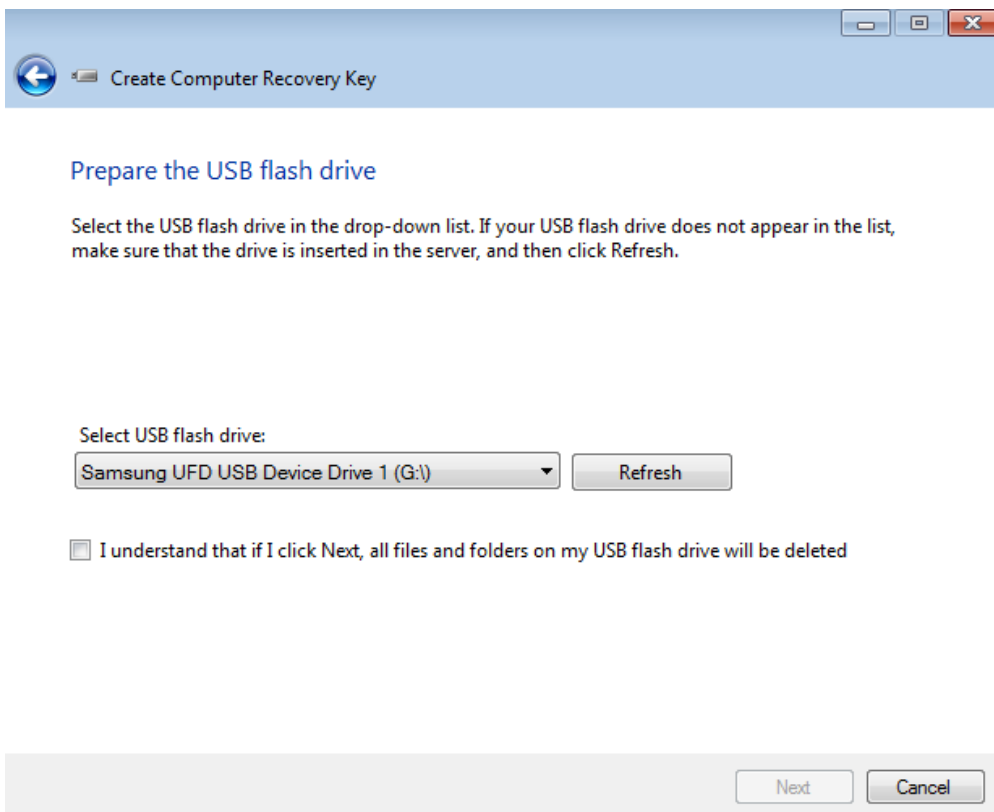 Create Computer Recovery Key
Prepare the USB flash drive
Select the USB flash drive in the drop-down list. If your USB flash drive does not appear in the list,
make sure that the drive is inserted in the server, and then click Refresh.
Select USB flash drive:
Samsung UFD USB Device Drive 1 (G:\)
Refresh
I understand that if I click Next, all files and folders on my USB flash drive will be deleted
Next
Cancel